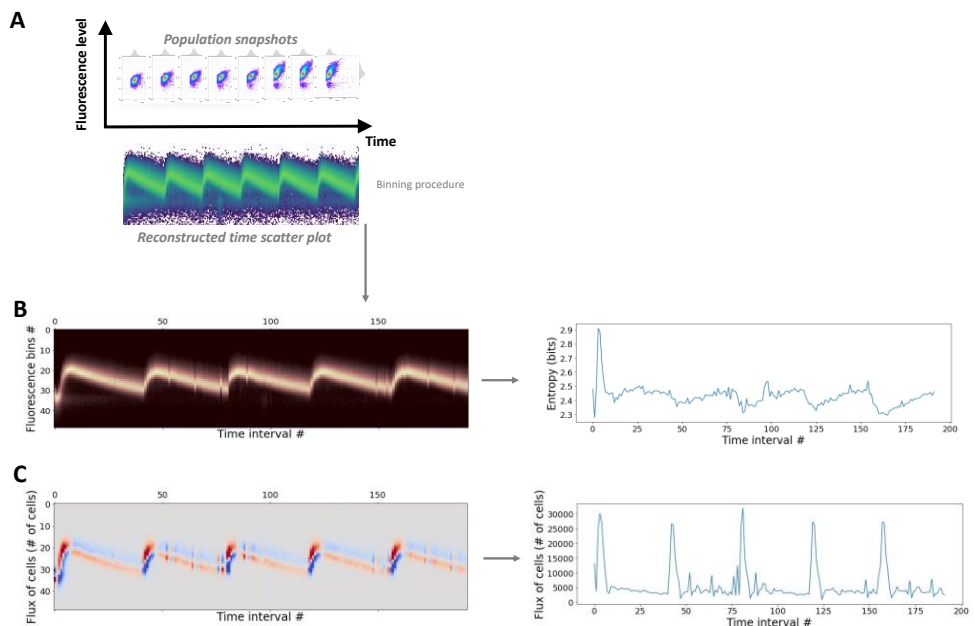 A
Population snapshots
Fluorescence level
Time
Binning procedure
Reconstructed time scatter plot
B
0 50 100 150
Fluorescence bins #
0
10
20
30
40
Time interval #
Entropy (bits)
2.9
2.8
2.7
2.6
2.5
2.4
2.3
0 25 50 75 100 125 150 175 200
Time interval #
C
0 50 100 150
Flux of cells (# of cells)
0
10
20
30
40
Time interval #
Flux of cells (# of cells)
30000
25000
20000
15000
10000
5000
0
0 25 50 75 100 125 150 175 200
Time interval #